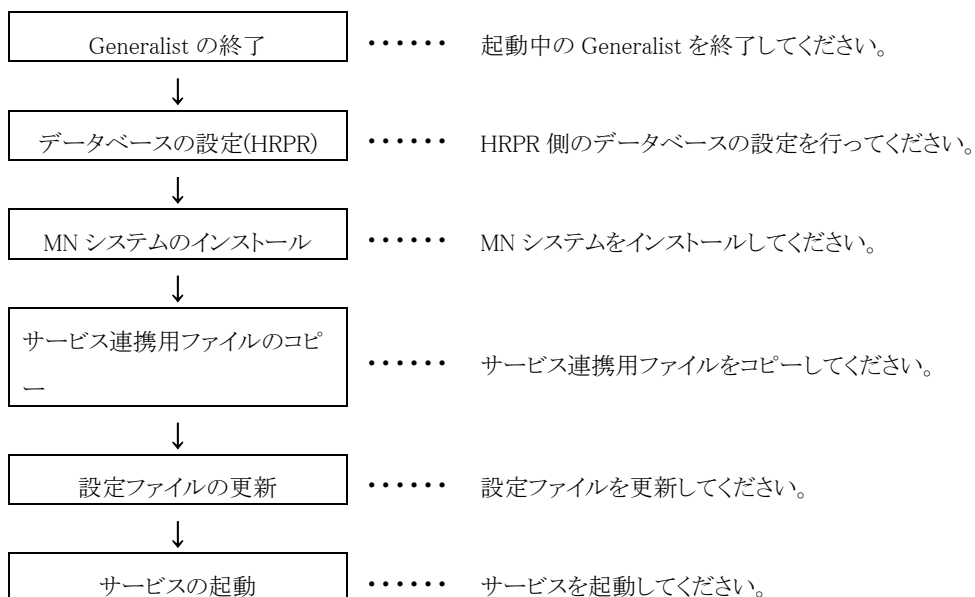 Generalist の終了 ・・・・・・ 起動中の Generalist を終了してください。
↓
データベースの設定(HRPR) ・・・・・・ HRPR 側のデータベースの設定を行ってください。
↓
MN システムのインストール ・・・・・・ MN システムをインストールしてください。
↓
サービス連携用ファイルのコピ
ー ・・・・・・ サービス連携用ファイルをコピーしてください。
↓
設定ファイルの更新 ・・・・・・ 設定ファイルを更新してください。
↓
サービスの起動 ・・・・・・ サービスを起動してください。